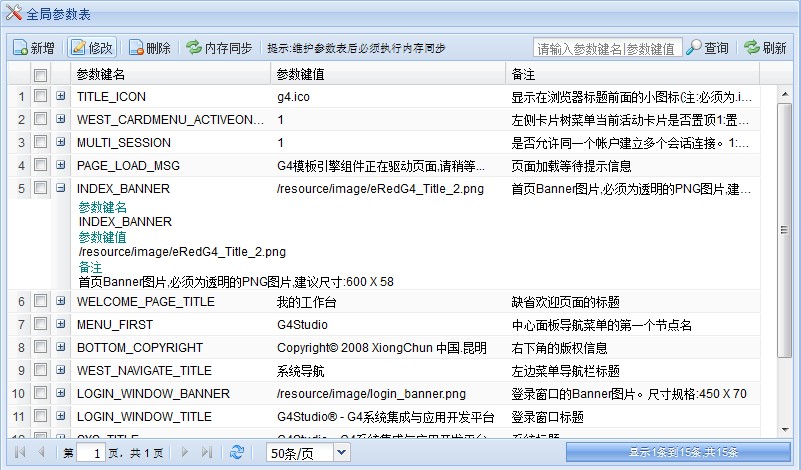 全局参数表
新增 修改 删除 内存同步 提示:维护参数表后必须执行内存同步 请输入参数键名|参数键值 查询 刷新
参数键名 参数键值 备注
1 TITLE_ICON g4.ico 显示在浏览器标题前面的小图标(注:必须为.i...
2 WEST_CARDMENU_ACTIVEON... 1 左侧卡片树菜单当前活动卡片是否置顶1:置...
3 MULTI_SESSION 1 是否允许同一个帐户建立多个会话连接。1:...
4 PAGE_LOAD_MSG G4模板引擎组件正在驱动页面,请稍等... 页面加载等待提示信息
5 INDEX_BANNER /resource/image/eRedG4_Title_2.png 首页Banner图片,必须为透明的PNG图片,建...
参数键名
INDEX_BANNER
参数键值
/resource/image/eRedG4_Title_2.png
备注
首页Banner图片,必须为透明的PNG图片,建议尺寸:600 X 58
6 WELCOME_PAGE_TITLE 我的工作台 缺省欢迎页面的标题
7 MENU_FIRST G4Studio 中心面板导航菜单的第一个节点名
8 BOTTOM_COPYRIGHT Copyright© 2008 XiongChun 中国.昆明 右下角的版权信息
9 WEST_NAVIGATE_TITLE 系统导航 左边菜单导航栏标题
10 LOGIN_WINDOW_BANNER /resource/image/login_banner.png 登录窗口的Banner图片。尺寸规格:450 X 70
11 LOGIN_WINDOW_TITLE G4Studio® - G4系统集成与应用开发平台 登录窗口标题
12 SYS_TITLE G4Studio - G4系统集成与应用开发平台 系统标题
第 1 页, 共 1 页 50条/页 显示1条到15条,共15条